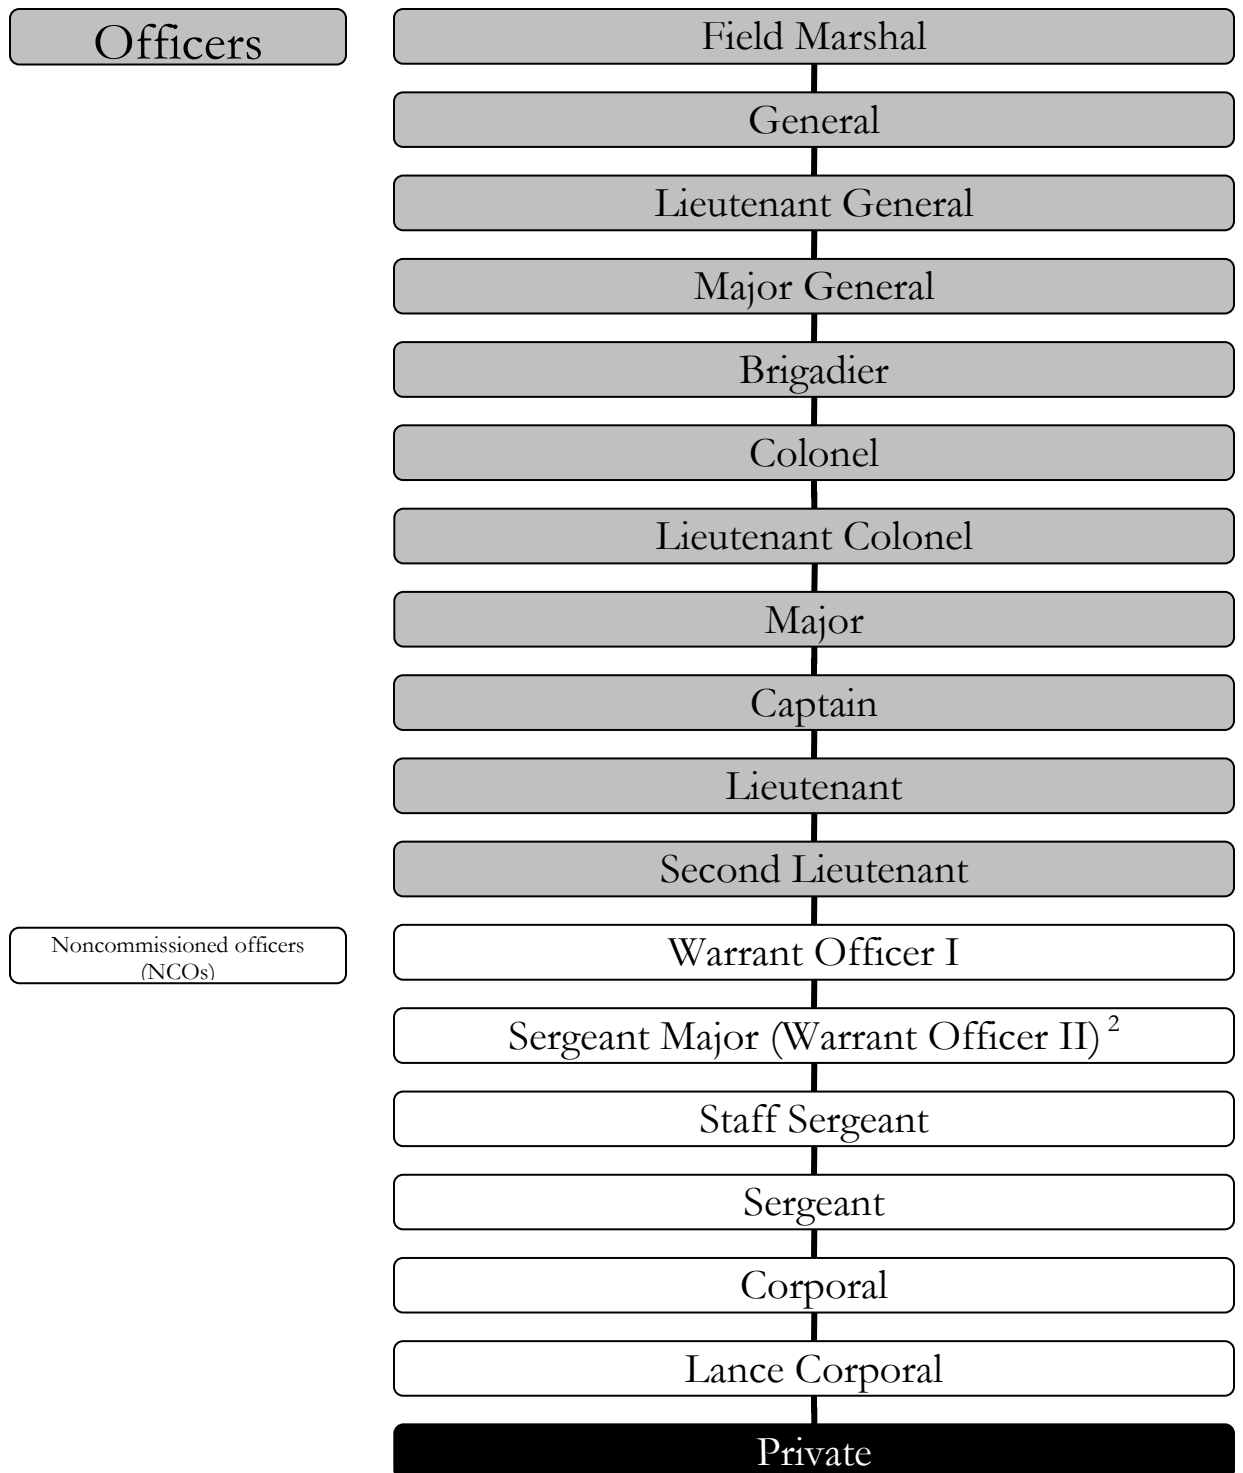 Officers
Field Marshal
General
Lieutenant General
Major General
Brigadier
Colonel
Lieutenant Colonel
Major
Captain
Lieutenant
Second Lieutenant
Noncommissioned officers
(NCOs)
Warrant Officer I
Sergeant Major (Warrant Officer II) 2
Staff Sergeant
Sergeant
Corporal
Lance Corporal
Private